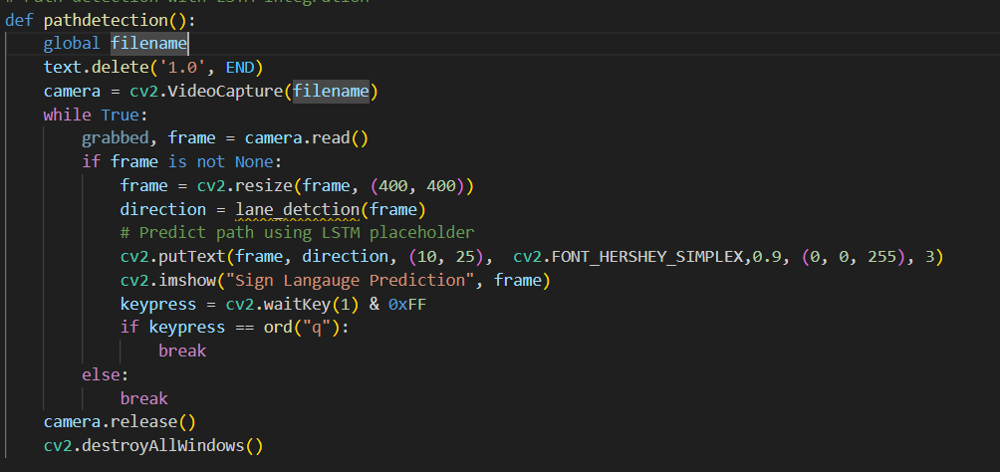 # Path detection with LSTM integration
def pathdetection():
    global filename
    text.delete('1.0', END)
    camera = cv2.VideoCapture(filename)
    while True:
        grabbed, frame = camera.read()
        if frame is not None:
            frame = cv2.resize(frame, (400, 400))
            direction = lane_detction(frame)
            # Predict path using LSTM placeholder
            cv2.putText(frame, direction, (10, 25),  cv2.FONT_HERSHEY_SIMPLEX,0.9, (0, 0, 255), 3)
            cv2.imshow("Sign Langauge Prediction", frame)
            keypress = cv2.waitKey(1) & 0xFF
            if keypress == ord("q"):
                break
        else:
            break
    camera.release()
    cv2.destroyAllWindows()